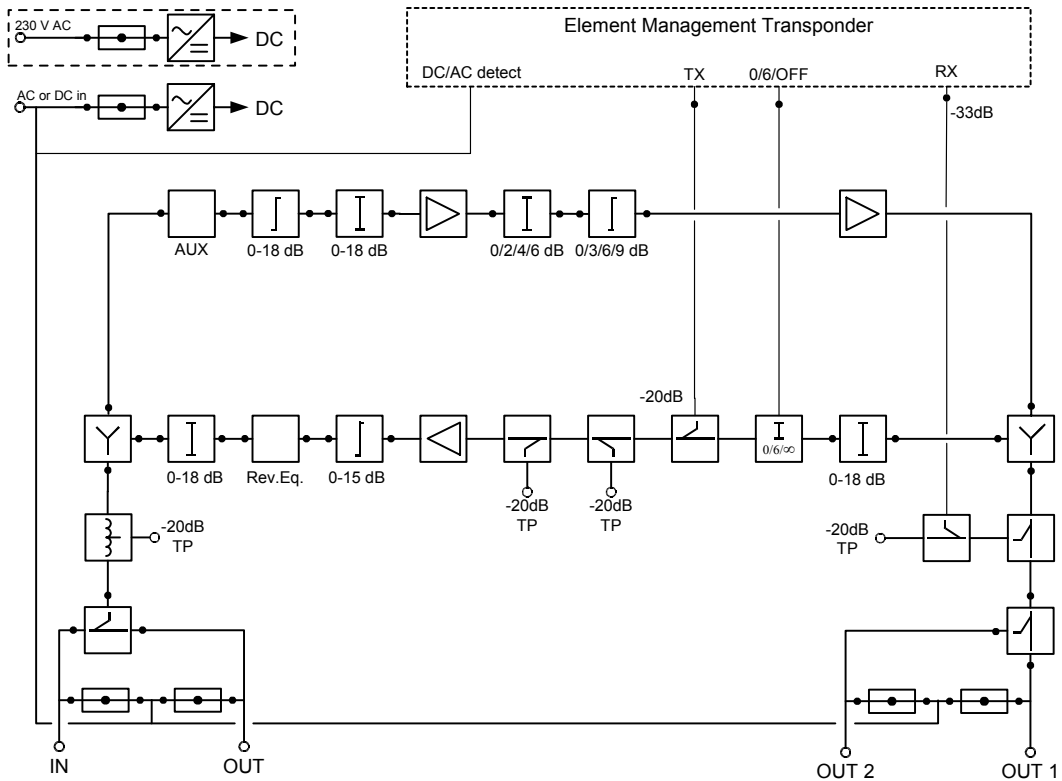 230 V AC
DC
Element Management Transponder
DC/AC detect
TX
0/6/OFF
RX
AC or DC in
DC
-33dB
AUX
0-18 dB
0-18 dB
0/2/4/6 dB
0/3/6/9 dB
-20dB
0/6/∞
0-18 dB
Rev.Eq.
0-15 dB
0-18 dB
-20dB
TP
-20dB
TP
-20dB
TP
-20dB
TP
IN
OUT
OUT 2
OUT 1